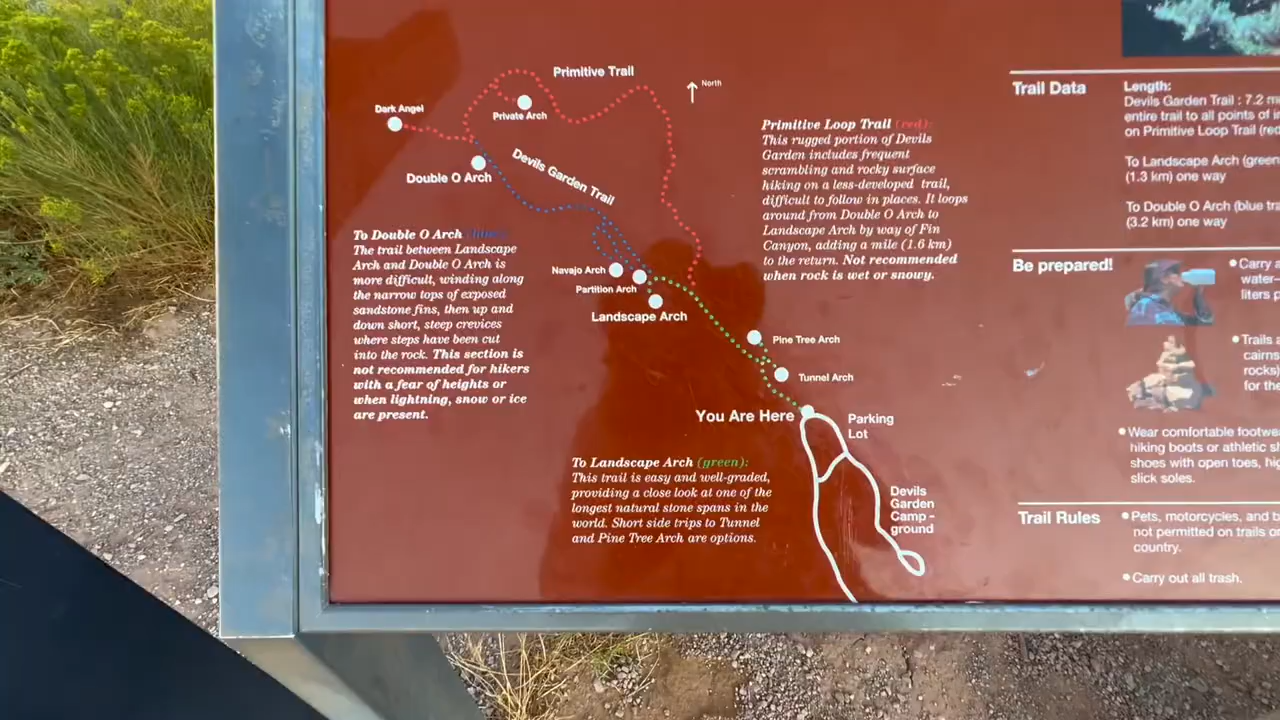 Primitive Trail
North
Dark Angel
Private Arch
Double O Arch
Devils Garden Trail
Navajo Arch
Partition Arch
Landscape Arch
Pine Tree Arch
Tunnel Arch
You Are Here
Parking
Lot
Devils
Garden
Camp -
ground
To Double O Arch (blue):
The trail between Landscape
Arch and Double O Arch is
more difficult, winding along
the narrow tops of exposed
sandstone fins, then up and
down short, steep crevices
where steps have been cut
into the rock. This section is
not recommended for hikers
with a fear of heights or
when lightning, snow or ice
are present.
Primitive Loop Trail (red):
This rugged portion of Devils
Garden includes frequent
scrambling and rocky surface
hiking on a less-developed trail,
difficult to follow in places. It loops
around from Double O Arch to
Landscape Arch by way of Fin
Canyon, adding a mile (1.6 km)
to the return. Not recommended
when rock is wet or snowy.
To Landscape Arch (green):
This trail is easy and well-graded,
providing a close look at one of the
longest natural stone spans in the
world. Short side trips to Tunnel
and Pine Tree Arch are options.
Trail Data
Length:
Devils Garden Trail : 7.2 m
entire trail to all points of i
on Primitive Loop Trail (red
To Landscape Arch (green
(1.3 km) one way
To Double O Arch (blue tra
(3.2 km) one way
Be prepared!
Carry a
water-
liters p
Trails a
cairns
rocks)
for the
Wear comfortable footwe
hiking boots or athletic s
shoes with open toes, hig
slick soles.
Trail Rules
Pets, motorcycles, and b
not permitted on trails o
country.
Carry out all trash.